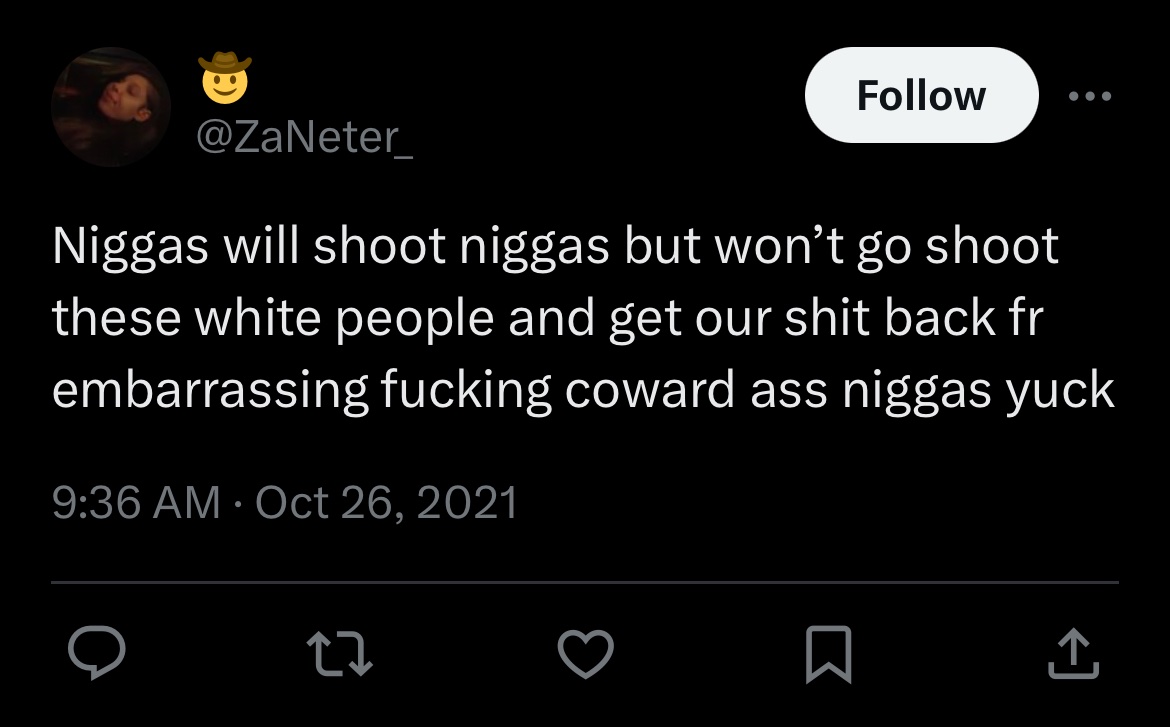 🤠
@ZaNeter_
Follow
Niggas will shoot niggas but won’t go shoot
these white people and get our shit back fr
embarrassing fucking coward ass niggas yuck
9:36 AM · Oct 26, 2021